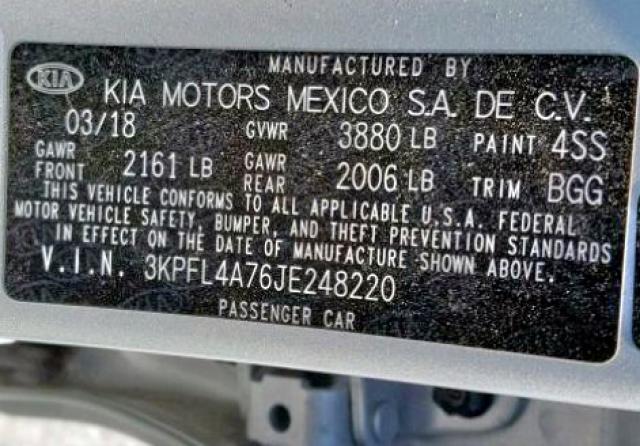 MANUFACTURED BY
KIA KIA MOTORS MEXICO S.A. DE C.V.
03/18 GVWR 3880 LB PAINT 4SS
GAWR FRONT 2161 LB GAWR REAR 2006 LB TRIM BGG
THIS VEHICLE CONFORMS TO ALL APPLICABLE U.S.A. FEDERAL
MOTOR VEHICLE SAFETY, BUMPER, AND THEFT PREVENTION STANDARDS
IN EFFECT ON THE DATE OF MANUFACTURE SHOWN ABOVE.
V.I.N. 3KPFL4A76JE248220
PASSENGER CAR